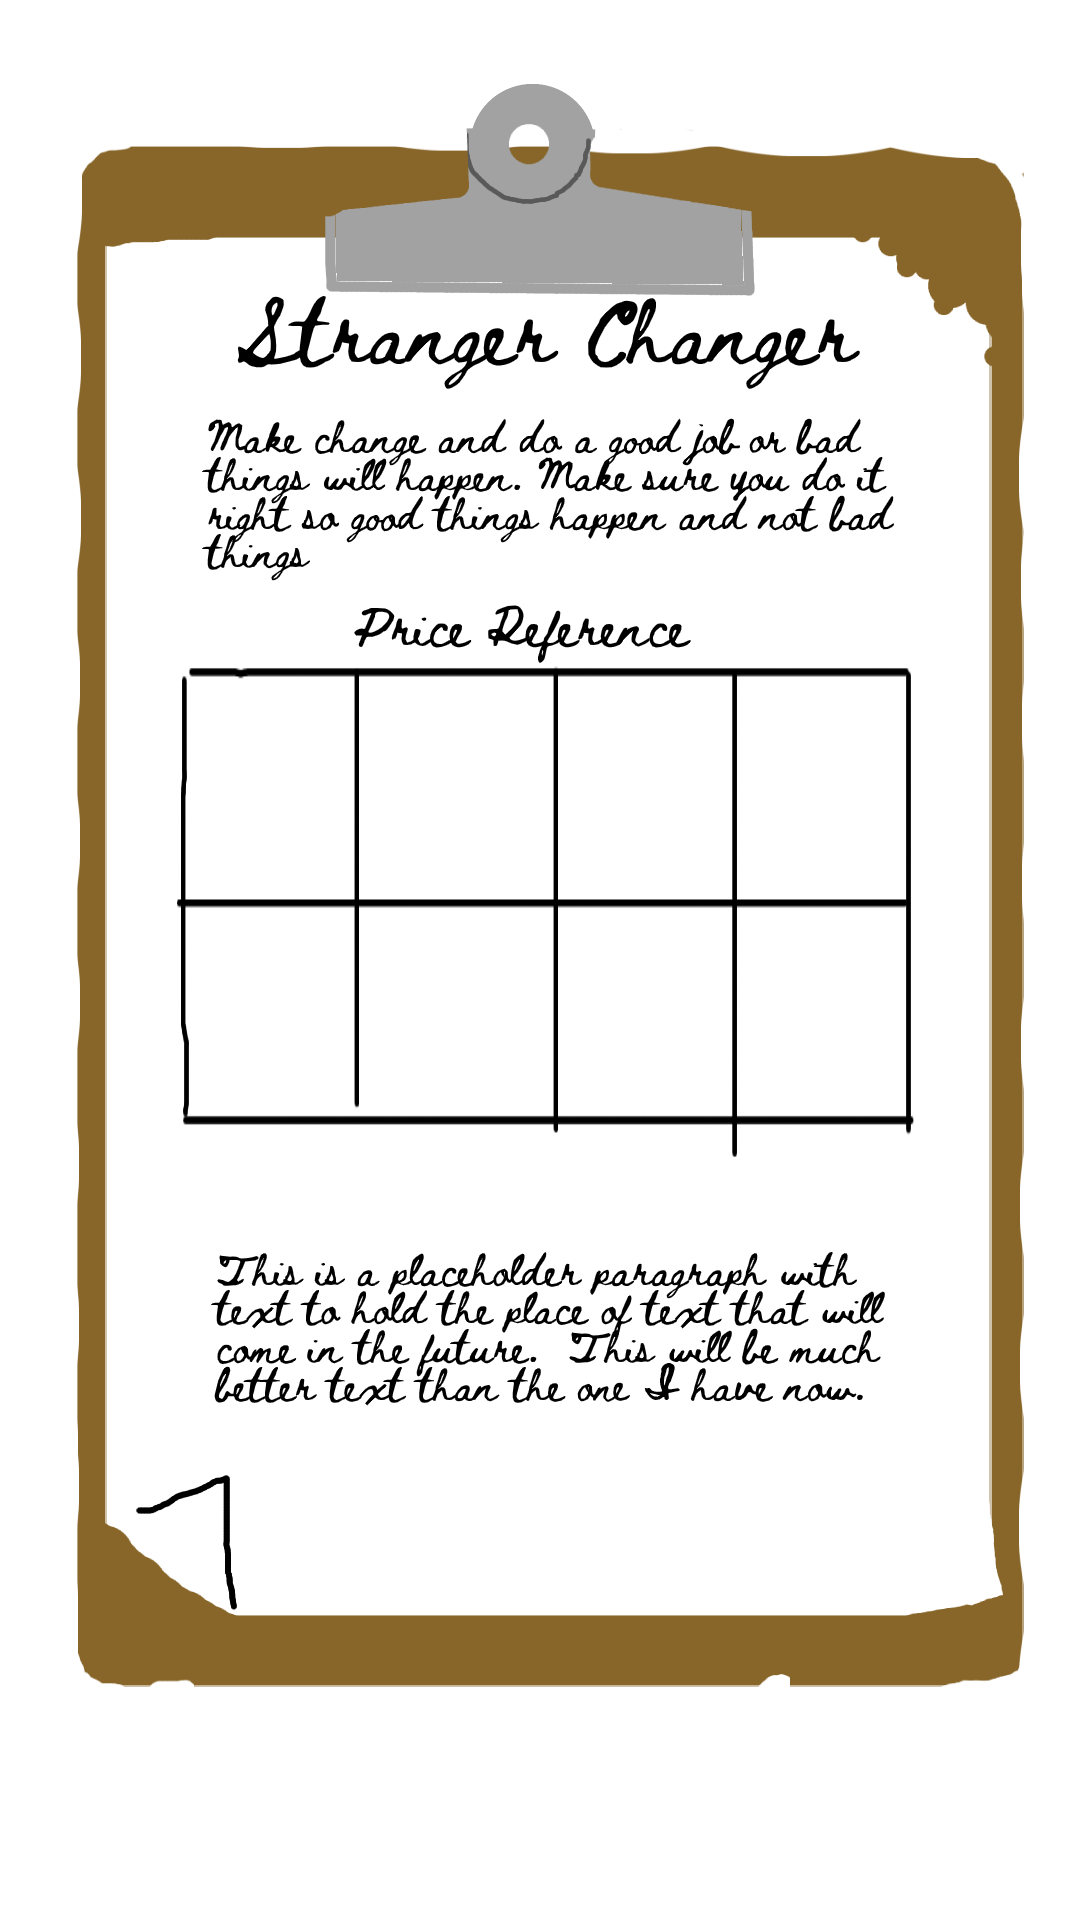 Stranger Changer
Make change and do a good job or bad
things will happen. Make sure you do it
right so good things happen and not bad
things
Price Reference
This is a placeholder paragraph with
text to hold the place of text that will
come in the future. This will be much
better text than the one I have now.